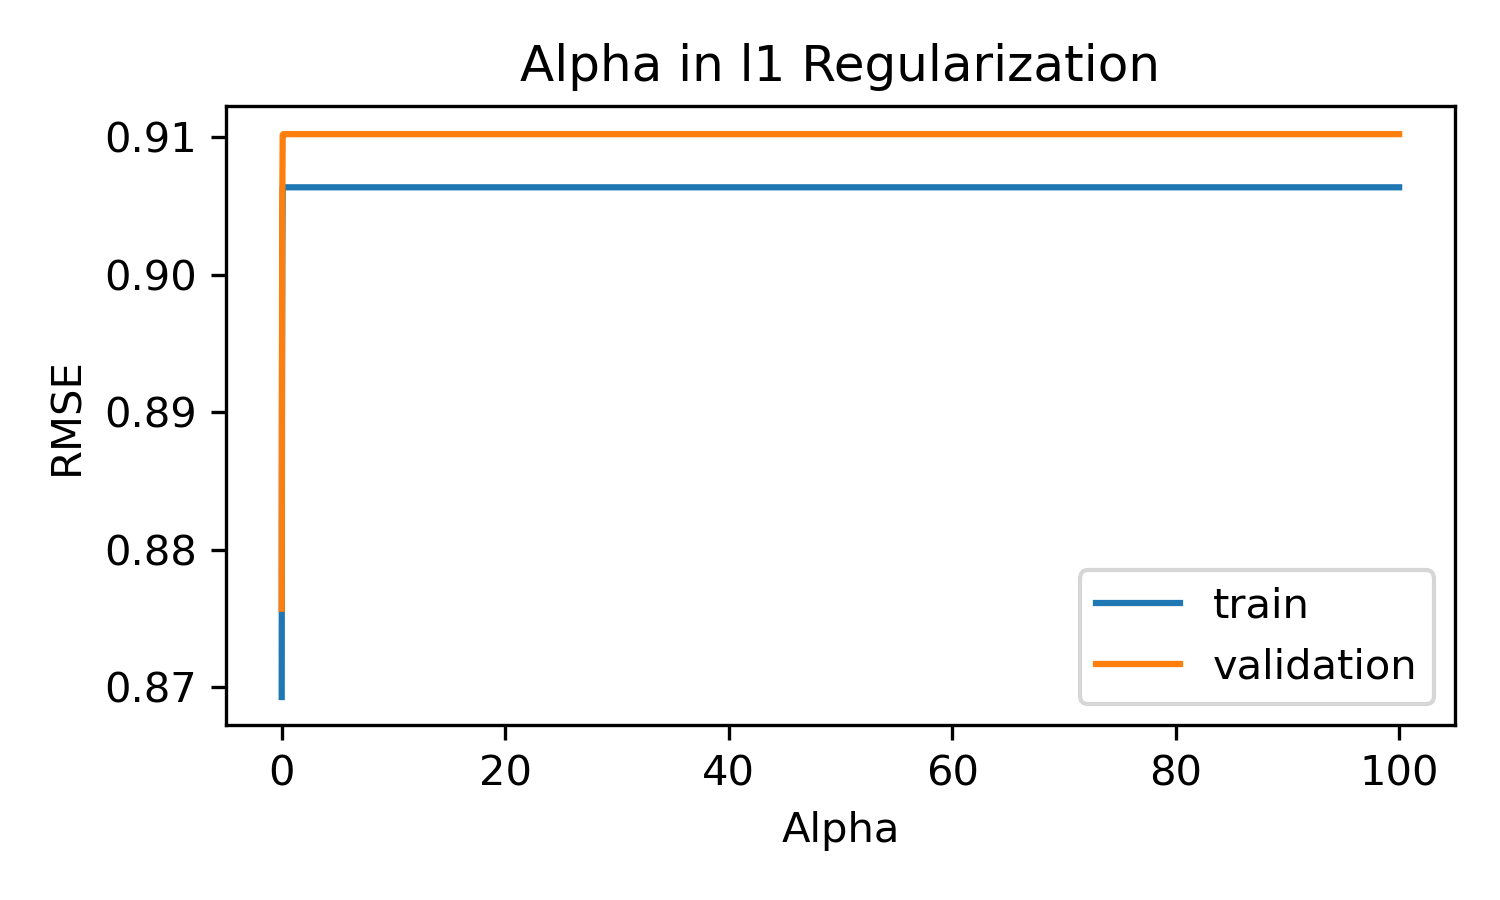 Alpha in l1 Regularization
0.91
0.90
0.89
0.88
0.87
RMSE
train
validation
0 20 40 60 80 100
Alpha